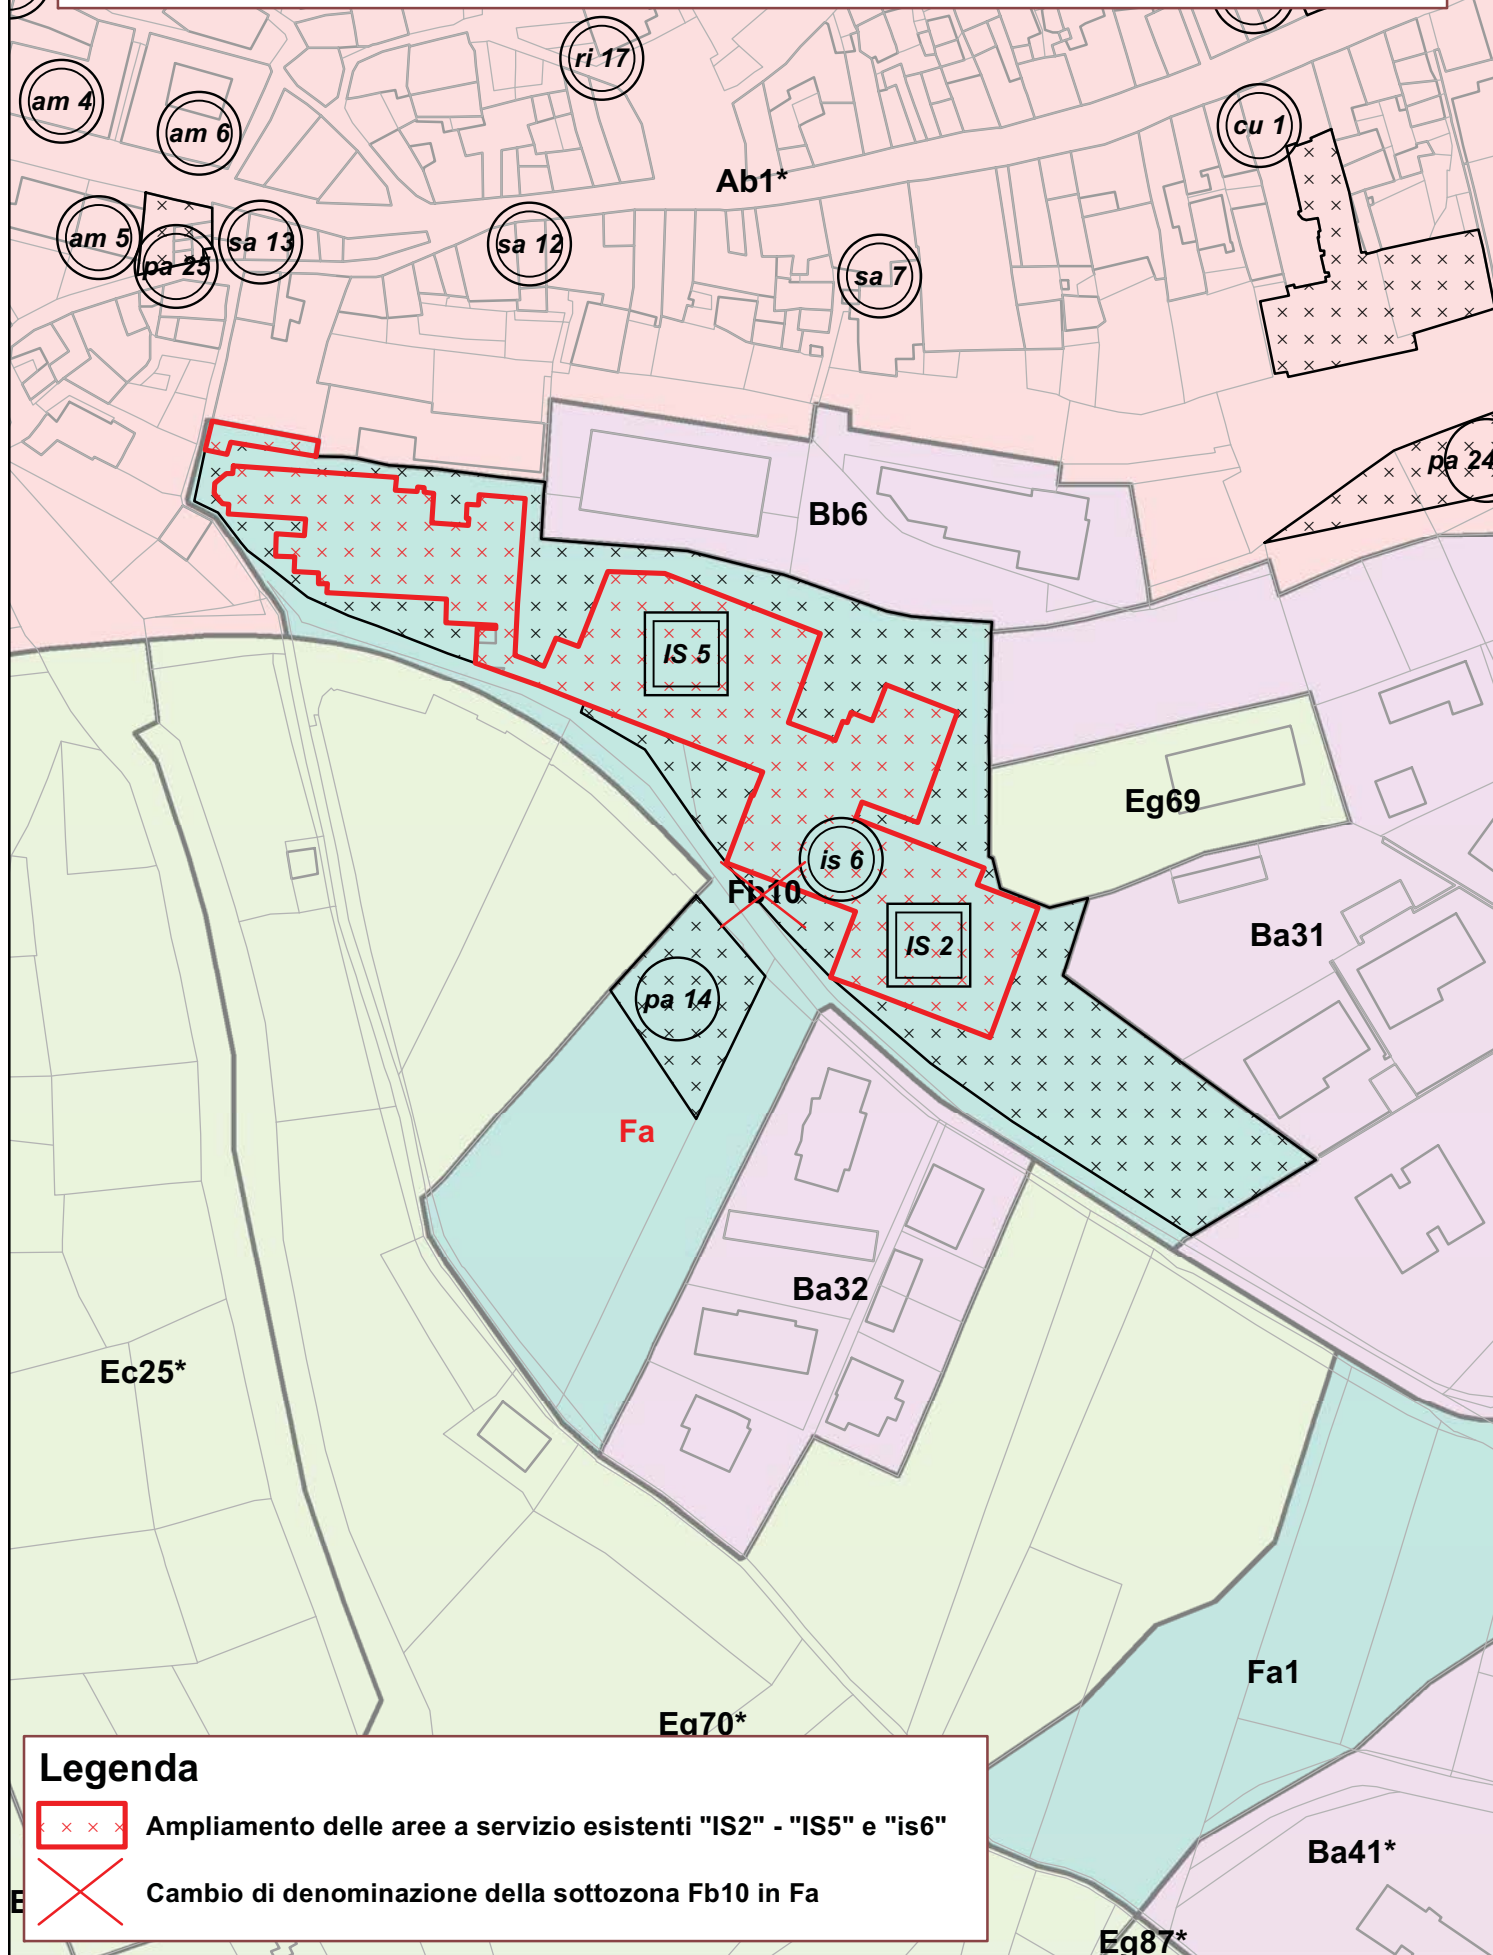 ri 17
am 4
am 6
cu 1
Ab1*
am 5
sa 13
sa 12
pa 25
sa 7
pa 24
Bb6
IS 5
Eg69
is 6
Fb10
Ba31
IS 2
pa 14
Fa
Ba32
Ec25*
Fa1
Eg70*
Legenda
Ampliamento delle aree a servizio esistenti "IS2" - "IS5" e "is6"
Ba41*
Cambio di denominazione della sottozona Fb10 in Fa
Eg87*